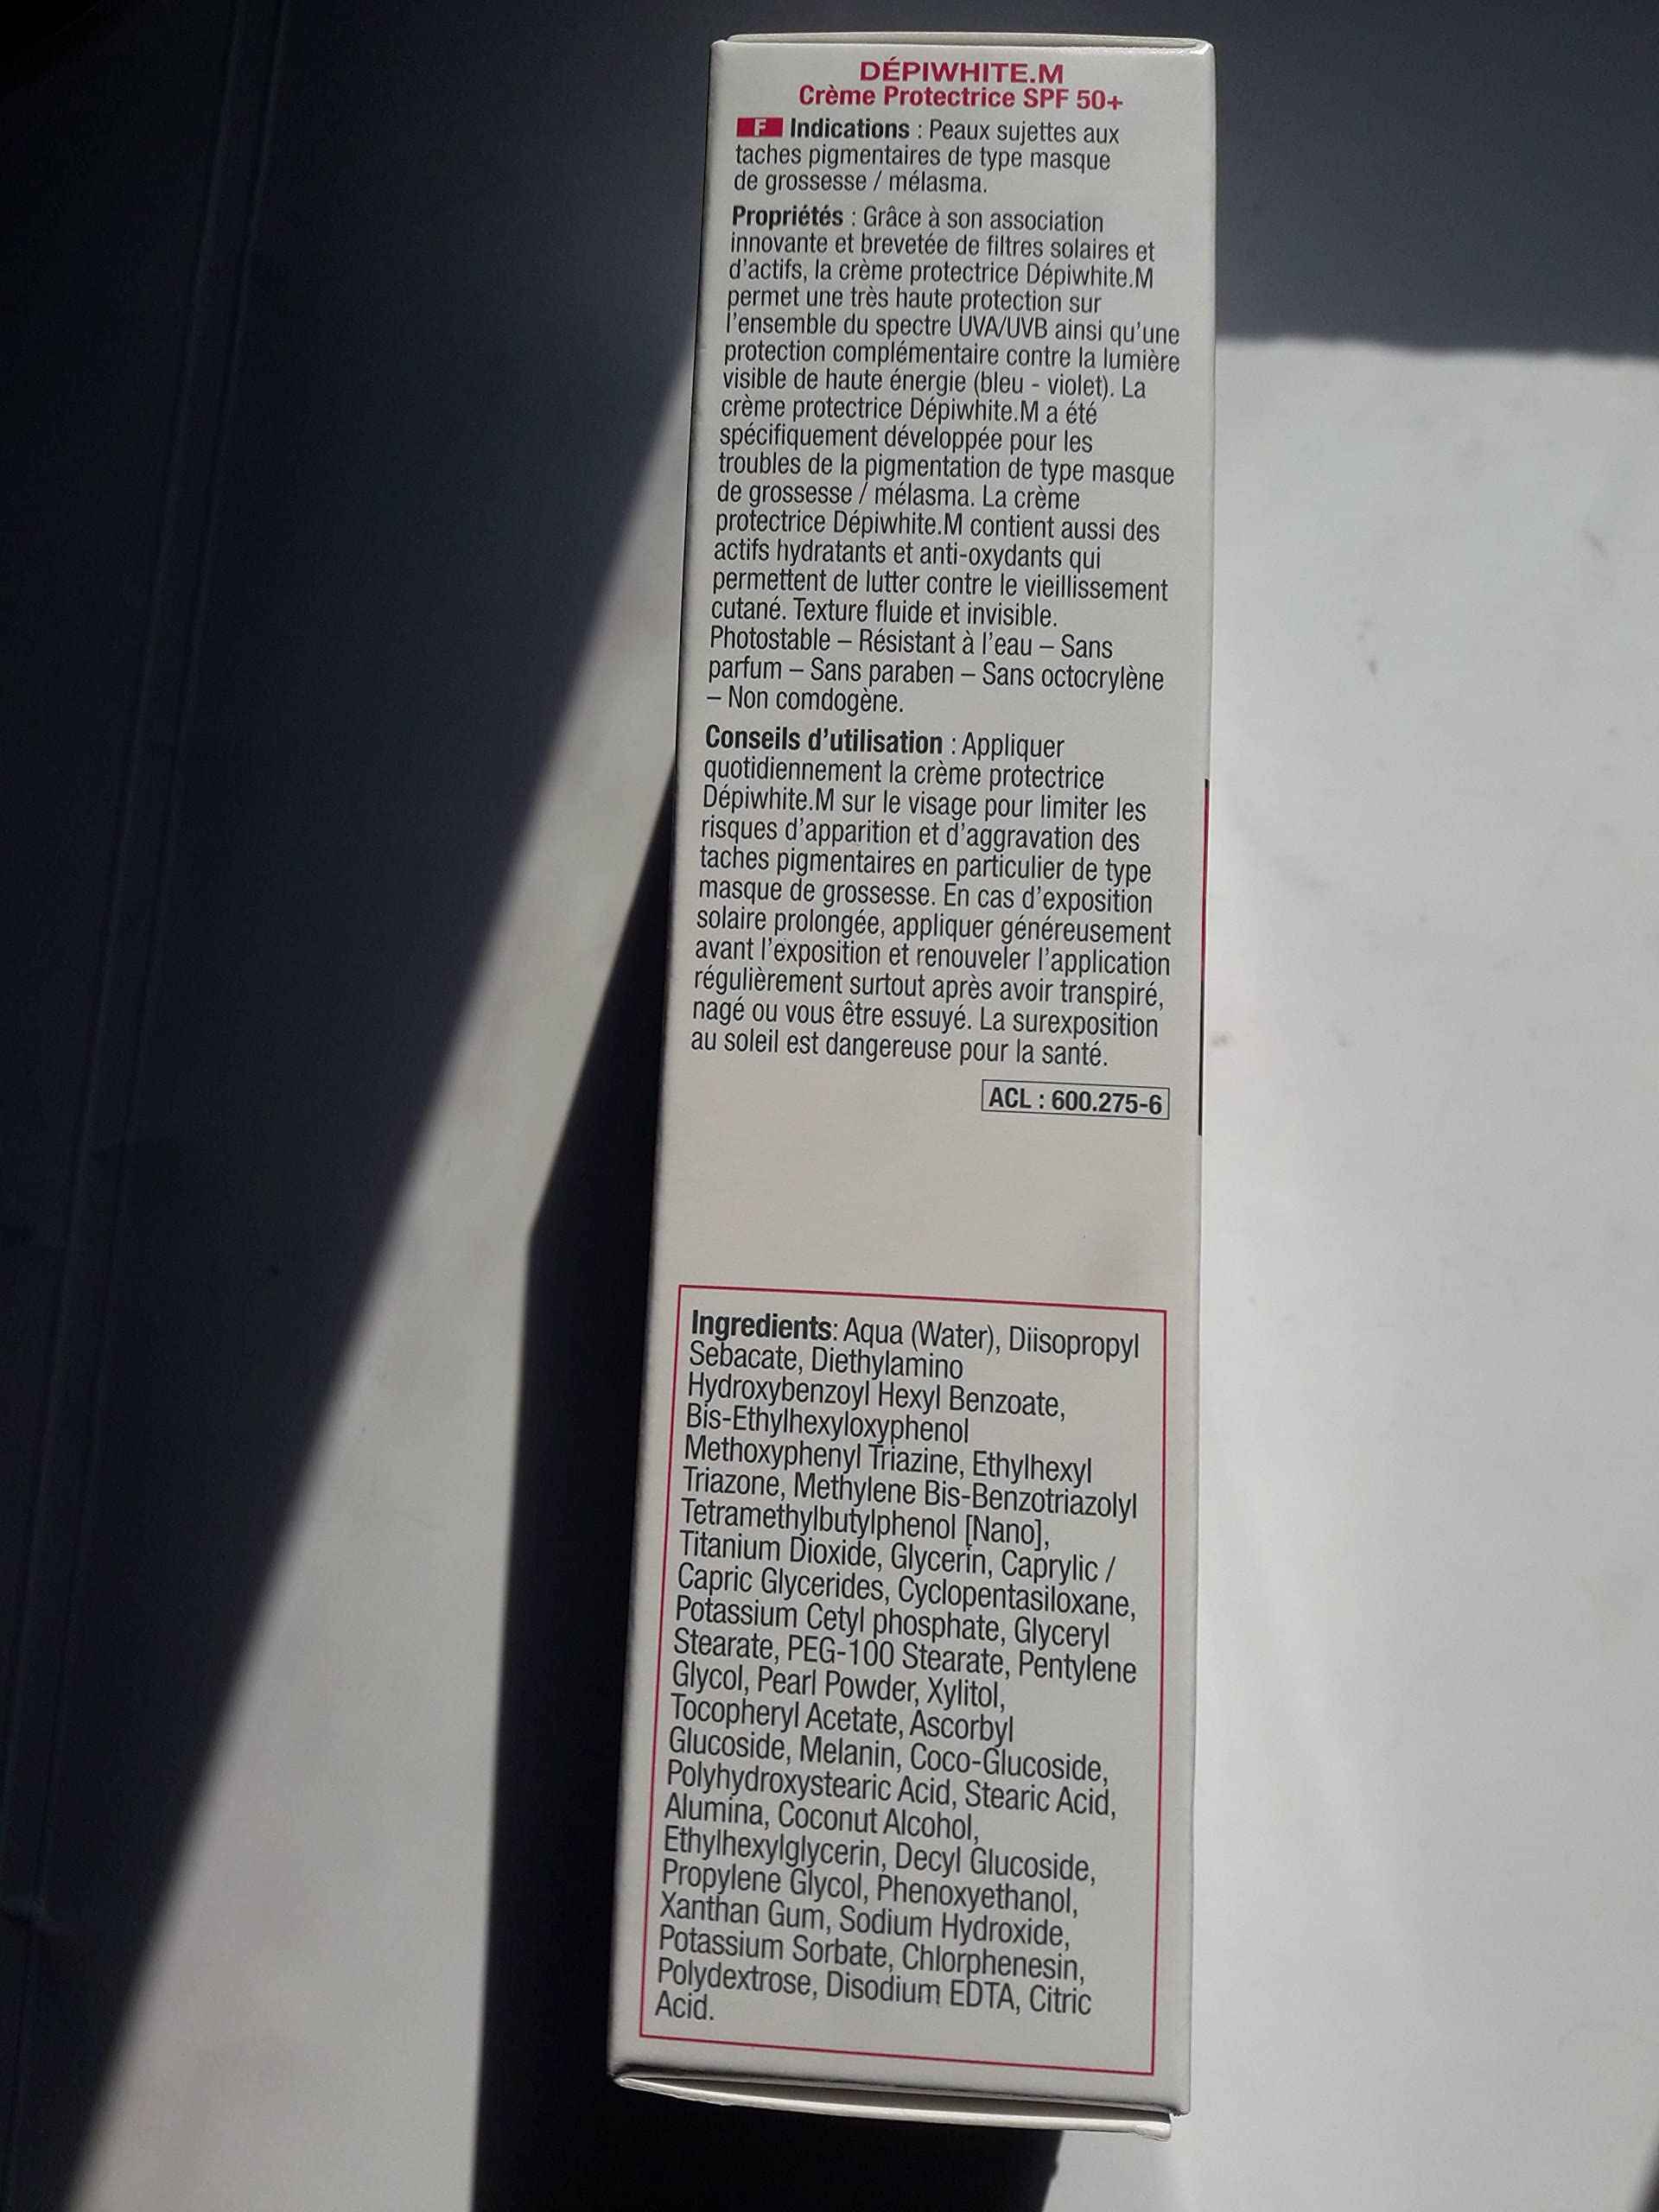 DÉPIWHITE.M
Crème Protectrice SPF 50+
F Indications : Peaux sujettes aux
taches pigmentaires de type masque
de grossesse / mélasma.
Propriétés : Grâce à son association
innovante et brevetée de filtres solaires et
d'actifs, la crème protectrice Dépiwhite.M
permet une très haute protection sur
l'ensemble du spectre UVA/UVB ainsi qu'une
protection complémentaire contre la lumière
visible de haute énergie (bleu - violet). La
crème protectrice Dépiwhite.M a été
spécifiquement développée pour les
troubles de la pigmentation de type masque
de grossesse / mélasma. La crème
protectrice Dépiwhite.M contient aussi des
actifs hydratants et anti-oxydants qui
permettent de lutter contre le vieillissement
cutané. Texture fluide et invisible.
Photostable – Résistant à l'eau – Sans
parfum – Sans paraben – Sans octocrylène
– Non comdogène.
Conseils d'utilisation : Appliquer
quotidiennement la crème protectrice
Dépiwhite.M sur le visage pour limiter les
risques d'apparition et d'aggravation des
taches pigmentaires en particulier de type
masque de grossesse. En cas d'exposition
solaire prolongée, appliquer généreusement
avant l'exposition et renouveler l'application
régulièrement surtout après avoir transpiré,
nagé ou vous être essuyé. La surexposition
au soleil est dangereuse pour la santé.
ACL : 600.275-6
Ingredients: Aqua (Water), Diisopropyl
Sebacate, Diethylamino
Hydroxybenzoyl Hexyl Benzoate,
Bis-Ethylhexyloxyphenol
Methoxyphenyl Triazine, Ethylhexyl
Triazone, Methylene Bis-Benzotriazolyl
Tetramethylbutylphenol [Nano],
Titanium Dioxide, Glycerin, Caprylic /
Capric Glycerides, Cyclopentasiloxane,
Potassium Cetyl phosphate, Glyceryl
Stearate, PEG-100 Stearate, Pentylene
Glycol, Pearl Powder, Xylitol,
Tocopheryl Acetate, Ascorbyl
Glucoside, Melanin, Coco-Glucoside,
Polyhydroxystearic Acid, Stearic Acid,
Alumina, Coconut Alcohol,
Ethylhexylglycerin, Decyl Glucoside,
Propylene Glycol, Phenoxyethanol,
Xanthan Gum, Sodium Hydroxide,
Potassium Sorbate, Chlorphenesin,
Polydextrose, Disodium EDTA, Citric
Acid.